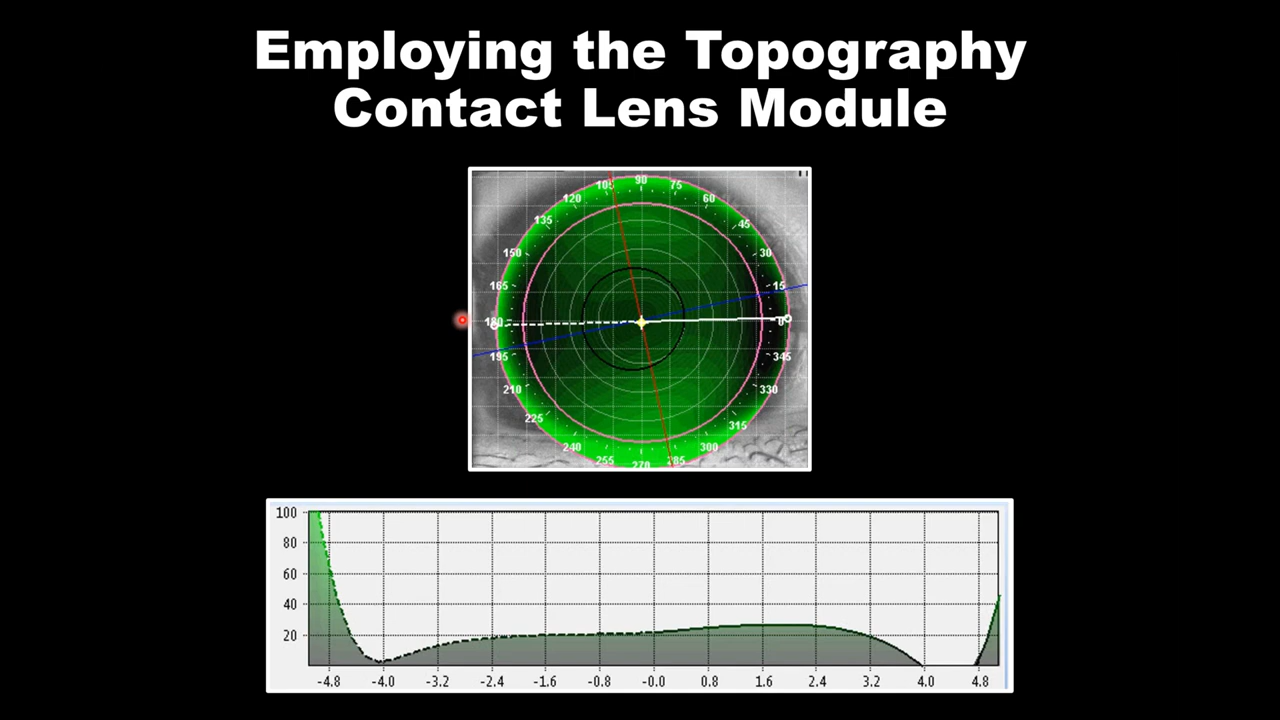 Employing the Topography
Contact Lens Module
105 90 75
120 60
135 45
150 30
165 15
180 0
195 345
210 330
225 315
240 300
255 270 285
100
80
60
40
20
-4.8 -4.0 -3.2 -2.4 -1.6 -0.8 -0.0 0.8 1.6 2.4 3.2 4.0 4.8